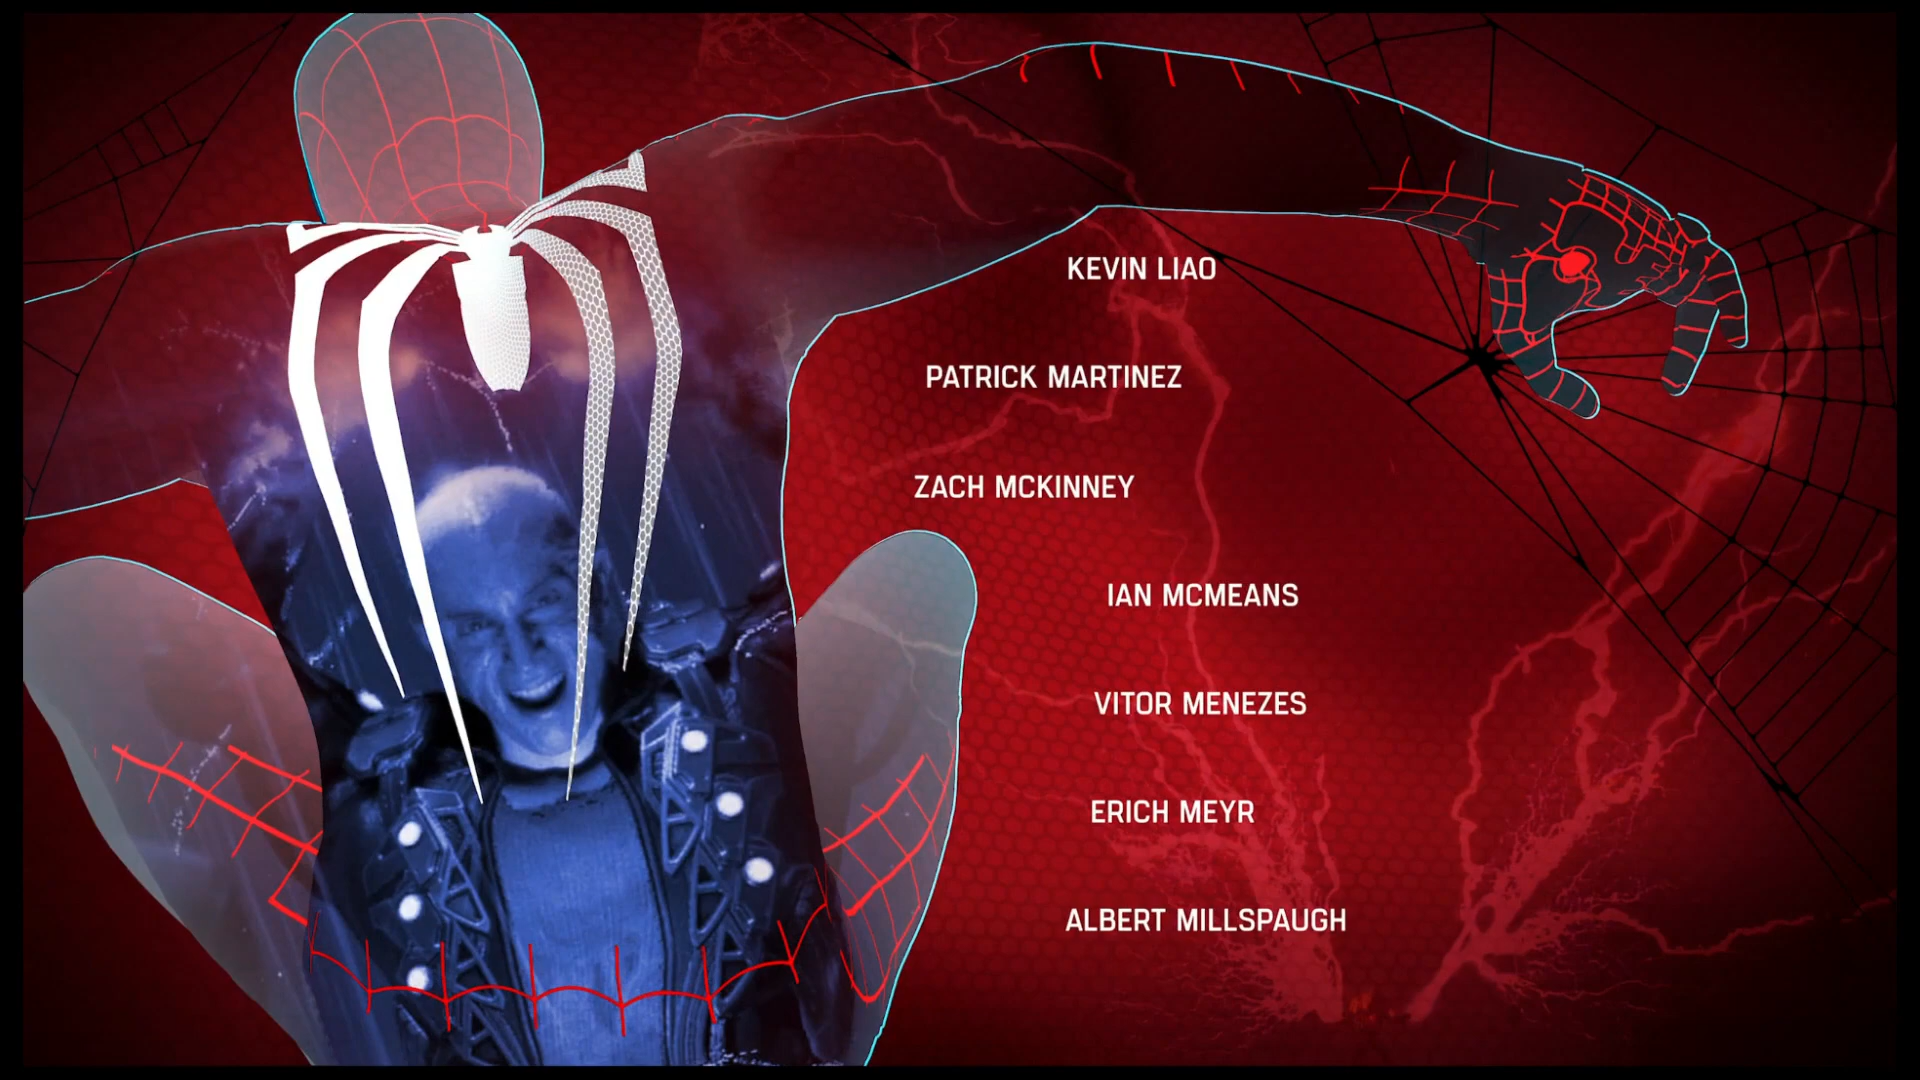 KEVIN LIAO
PATRICK MARTINEZ
ZACH MCKINNEY
IAN MCMEANS
VITOR MENEZES
ERICH MEYR
ALBERT MILLSPAUGH